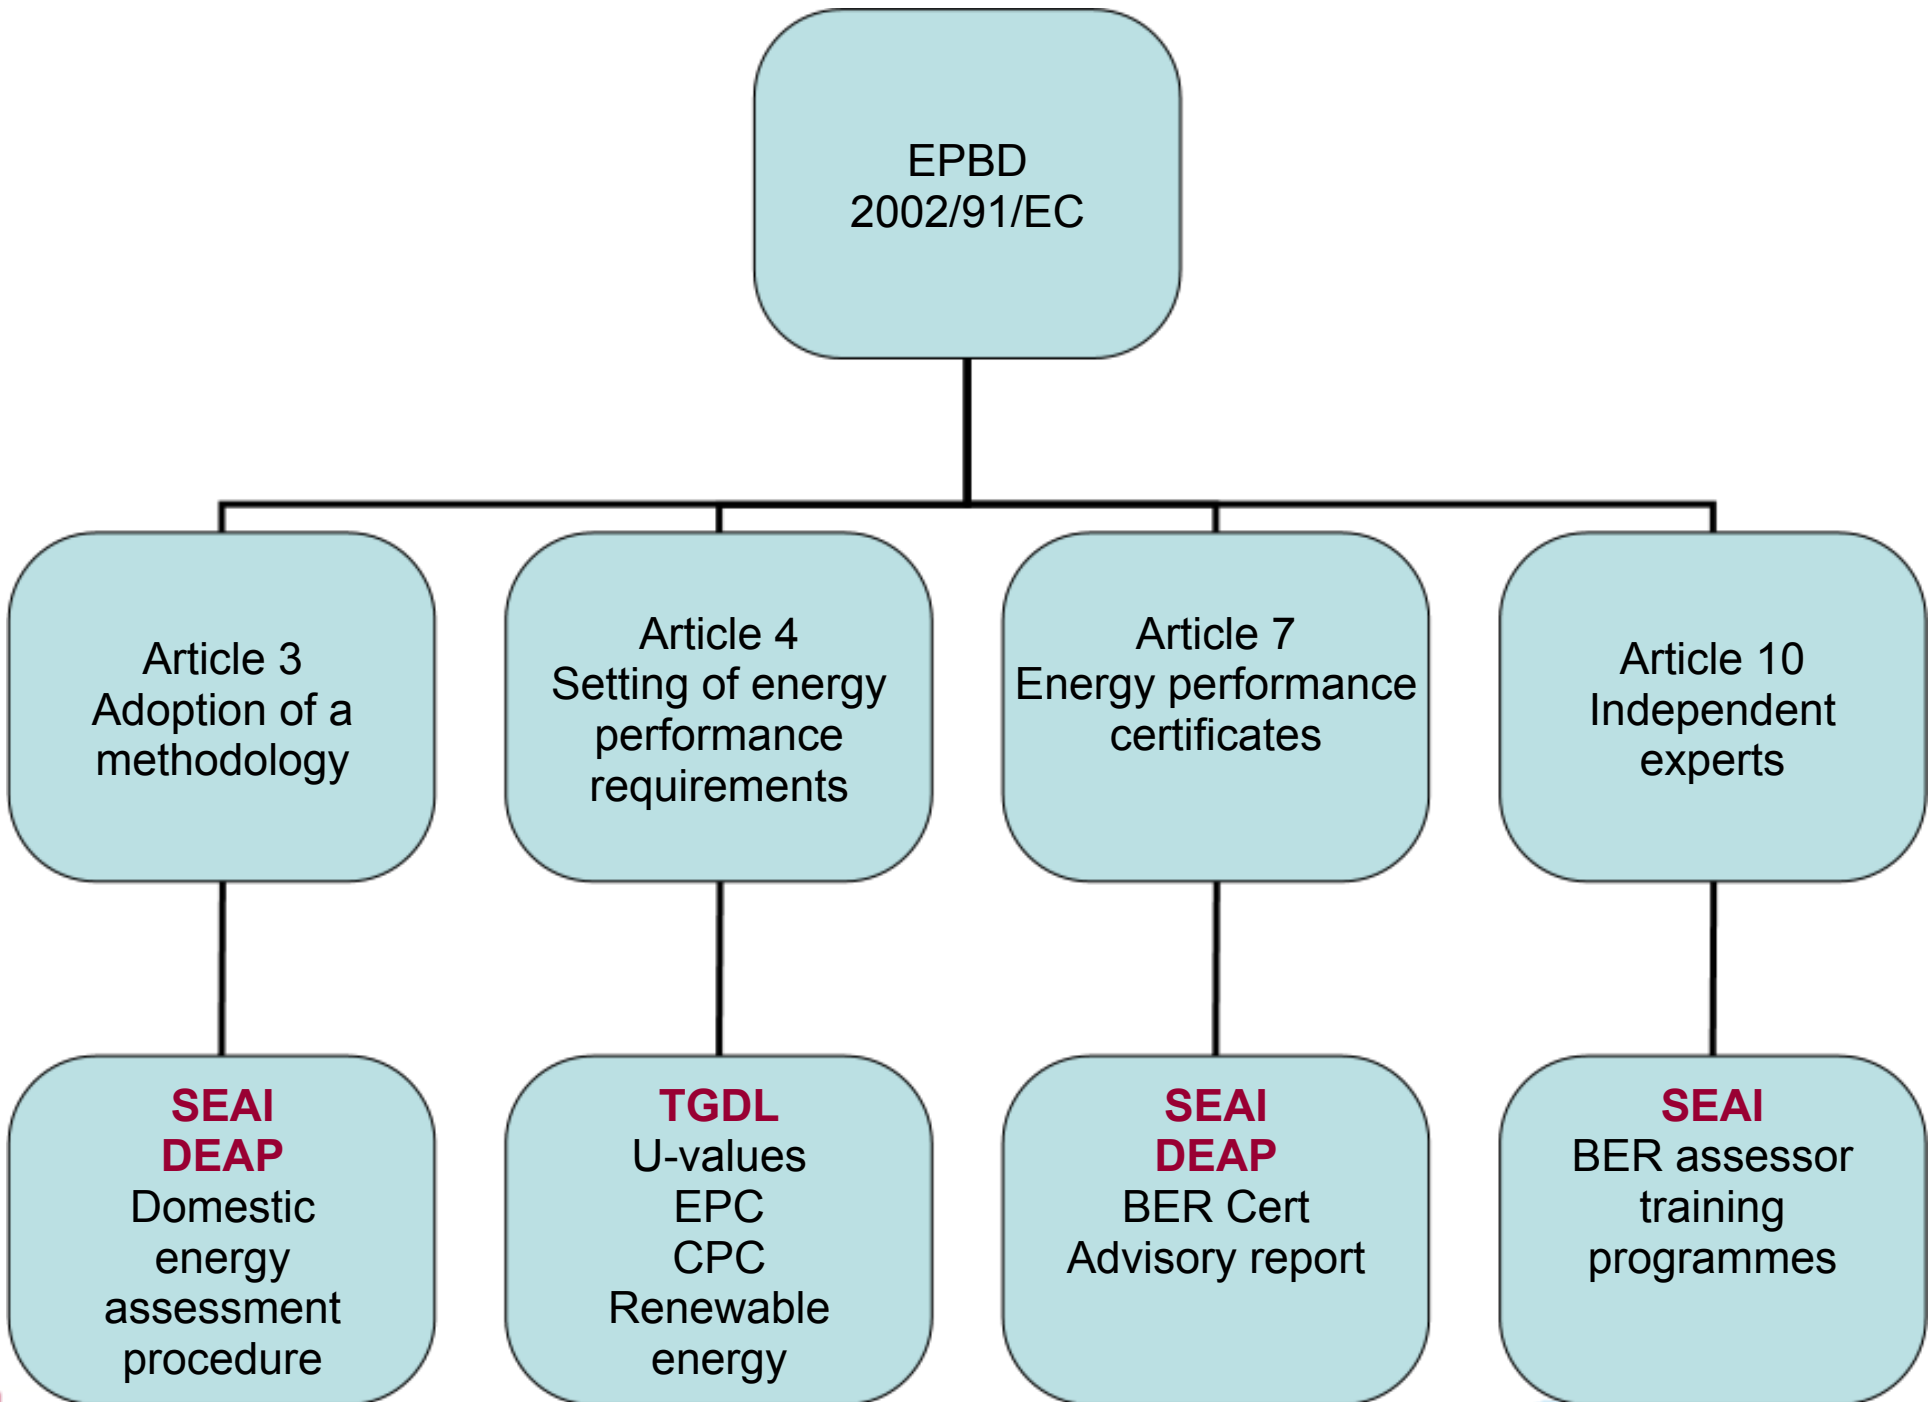 EPBD
2002/91/EC
Article 3
Adoption of a
methodology
Article 4
Setting of energy
performance
requirements
Article 7
Energy performance
certificates
Article 10
Independent
experts
SEAI
DEAP
Domestic
energy
assessment
procedure
TGDL
U-values
EPC
CPC
Renewable
energy
SEAI
DEAP
BER Cert
Advisory report
SEAI
BER assessor
training
programmes